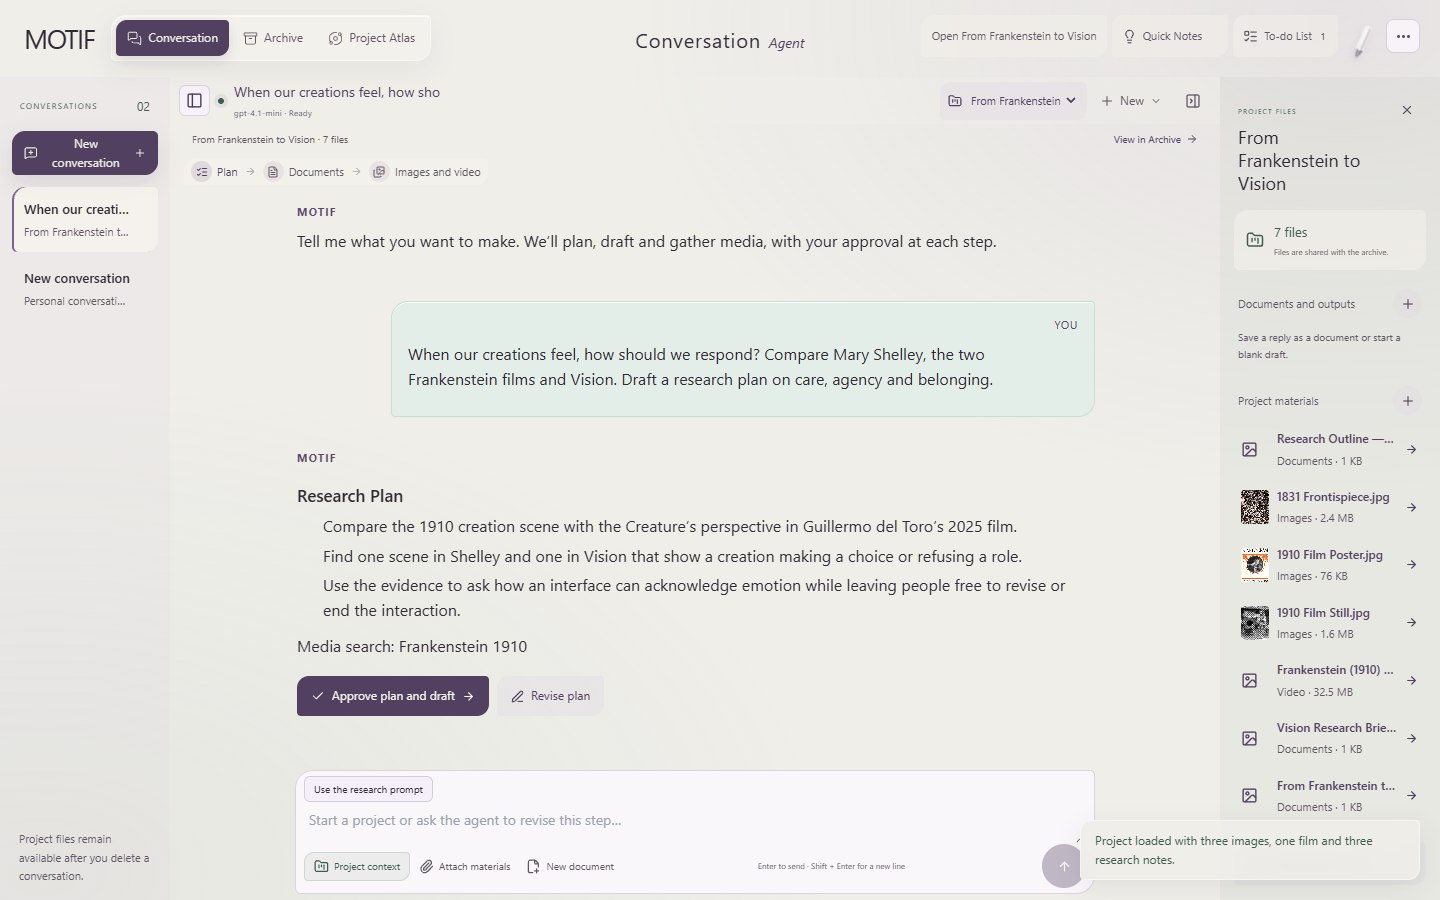 MOTIF
Conversation
Archive
Project Atlas
Conversation Agent
Open From Frankenstein to Vision
Quick Notes
To-do List 1
CONVERSATIONS 02
New
conversation
When our creati...
From Frankenstein t...
New conversation
Personal conversati...
Project files remain
available after you delete a
conversation.
When our creations feel, how sho
gpt-4.1-mini · Ready
From Frankenstein
New
From Frankenstein to Vision · 7 files
View in Archive
Plan
Documents
Images and video
MOTIF
Tell me what you want to make. We'll plan, draft and gather media, with your approval at each step.
YOU
When our creations feel, how should we respond? Compare Mary Shelley, the two
Frankenstein films and Vision. Draft a research plan on care, agency and belonging.
MOTIF
Research Plan
Compare the 1910 creation scene with the Creature's perspective in Guillermo del Toro's 2025 film.
Find one scene in Shelley and one in Vision that show a creation making a choice or refusing a role.
Use the evidence to ask how an interface can acknowledge emotion while leaving people free to revise or
end the interaction.
Media search: Frankenstein 1910
Approve plan and draft
Revise plan
Use the research prompt
Start a project or ask the agent to revise this step...
Project context
Attach materials
New document
Enter to send · Shift + Enter for a new line
PROJECT FILES
From
Frankenstein to
Vision
7 files
Files are shared with the archive.
Documents and outputs
Save a reply as a document or start a
blank draft.
Project materials
Research Outline —...
Documents · 1 KB
1831 Frontispiece.jpg
Images · 2.4 MB
1910 Film Poster.jpg
Images · 76 KB
1910 Film Still.jpg
Images · 1.6 MB
Frankenstein (1910) ...
Video · 32.5 MB
Vision Research Brie...
Documents · 1 KB
From Frankenstein t...
Documents · 1 KB
Project loaded with three images, one film and three
research notes.